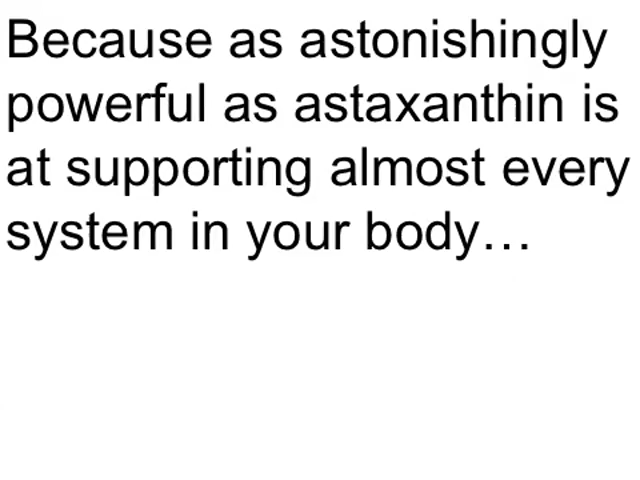 Because as astonishingly
powerful as astaxanthin is
at supporting almost every
system in your body…